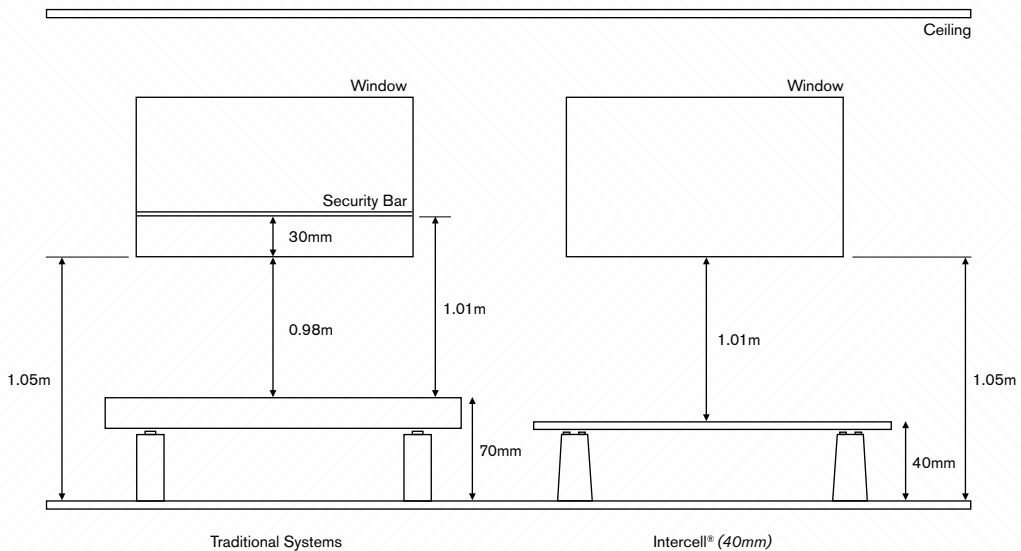 Ceiling
Window
Window
Security Bar
30mm
1.01m
0.98m
1.01m
1.05m
1.05m
70mm
40mm
Traditional Systems
Intercell® (40mm)